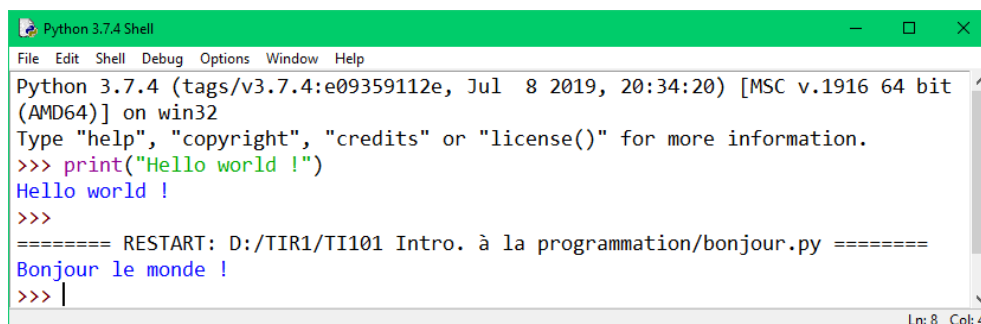 Python 3.7.4 Shell
File Edit Shell Debug Options Window Help
Python 3.7.4 (tags/v3.7.4:e09359112e, Jul  8 2019, 20:34:20) [MSC v.1916 64 bit
(AMD64)] on win32
Type "help", "copyright", "credits" or "license()" for more information.
>>> print("Hello world !")
Hello world !
>>>
======== RESTART: D:/TIR1/TI101 Intro. à la programmation/bonjour.py ========
Bonjour le monde !
>>>
Ln: 8 Col: 4